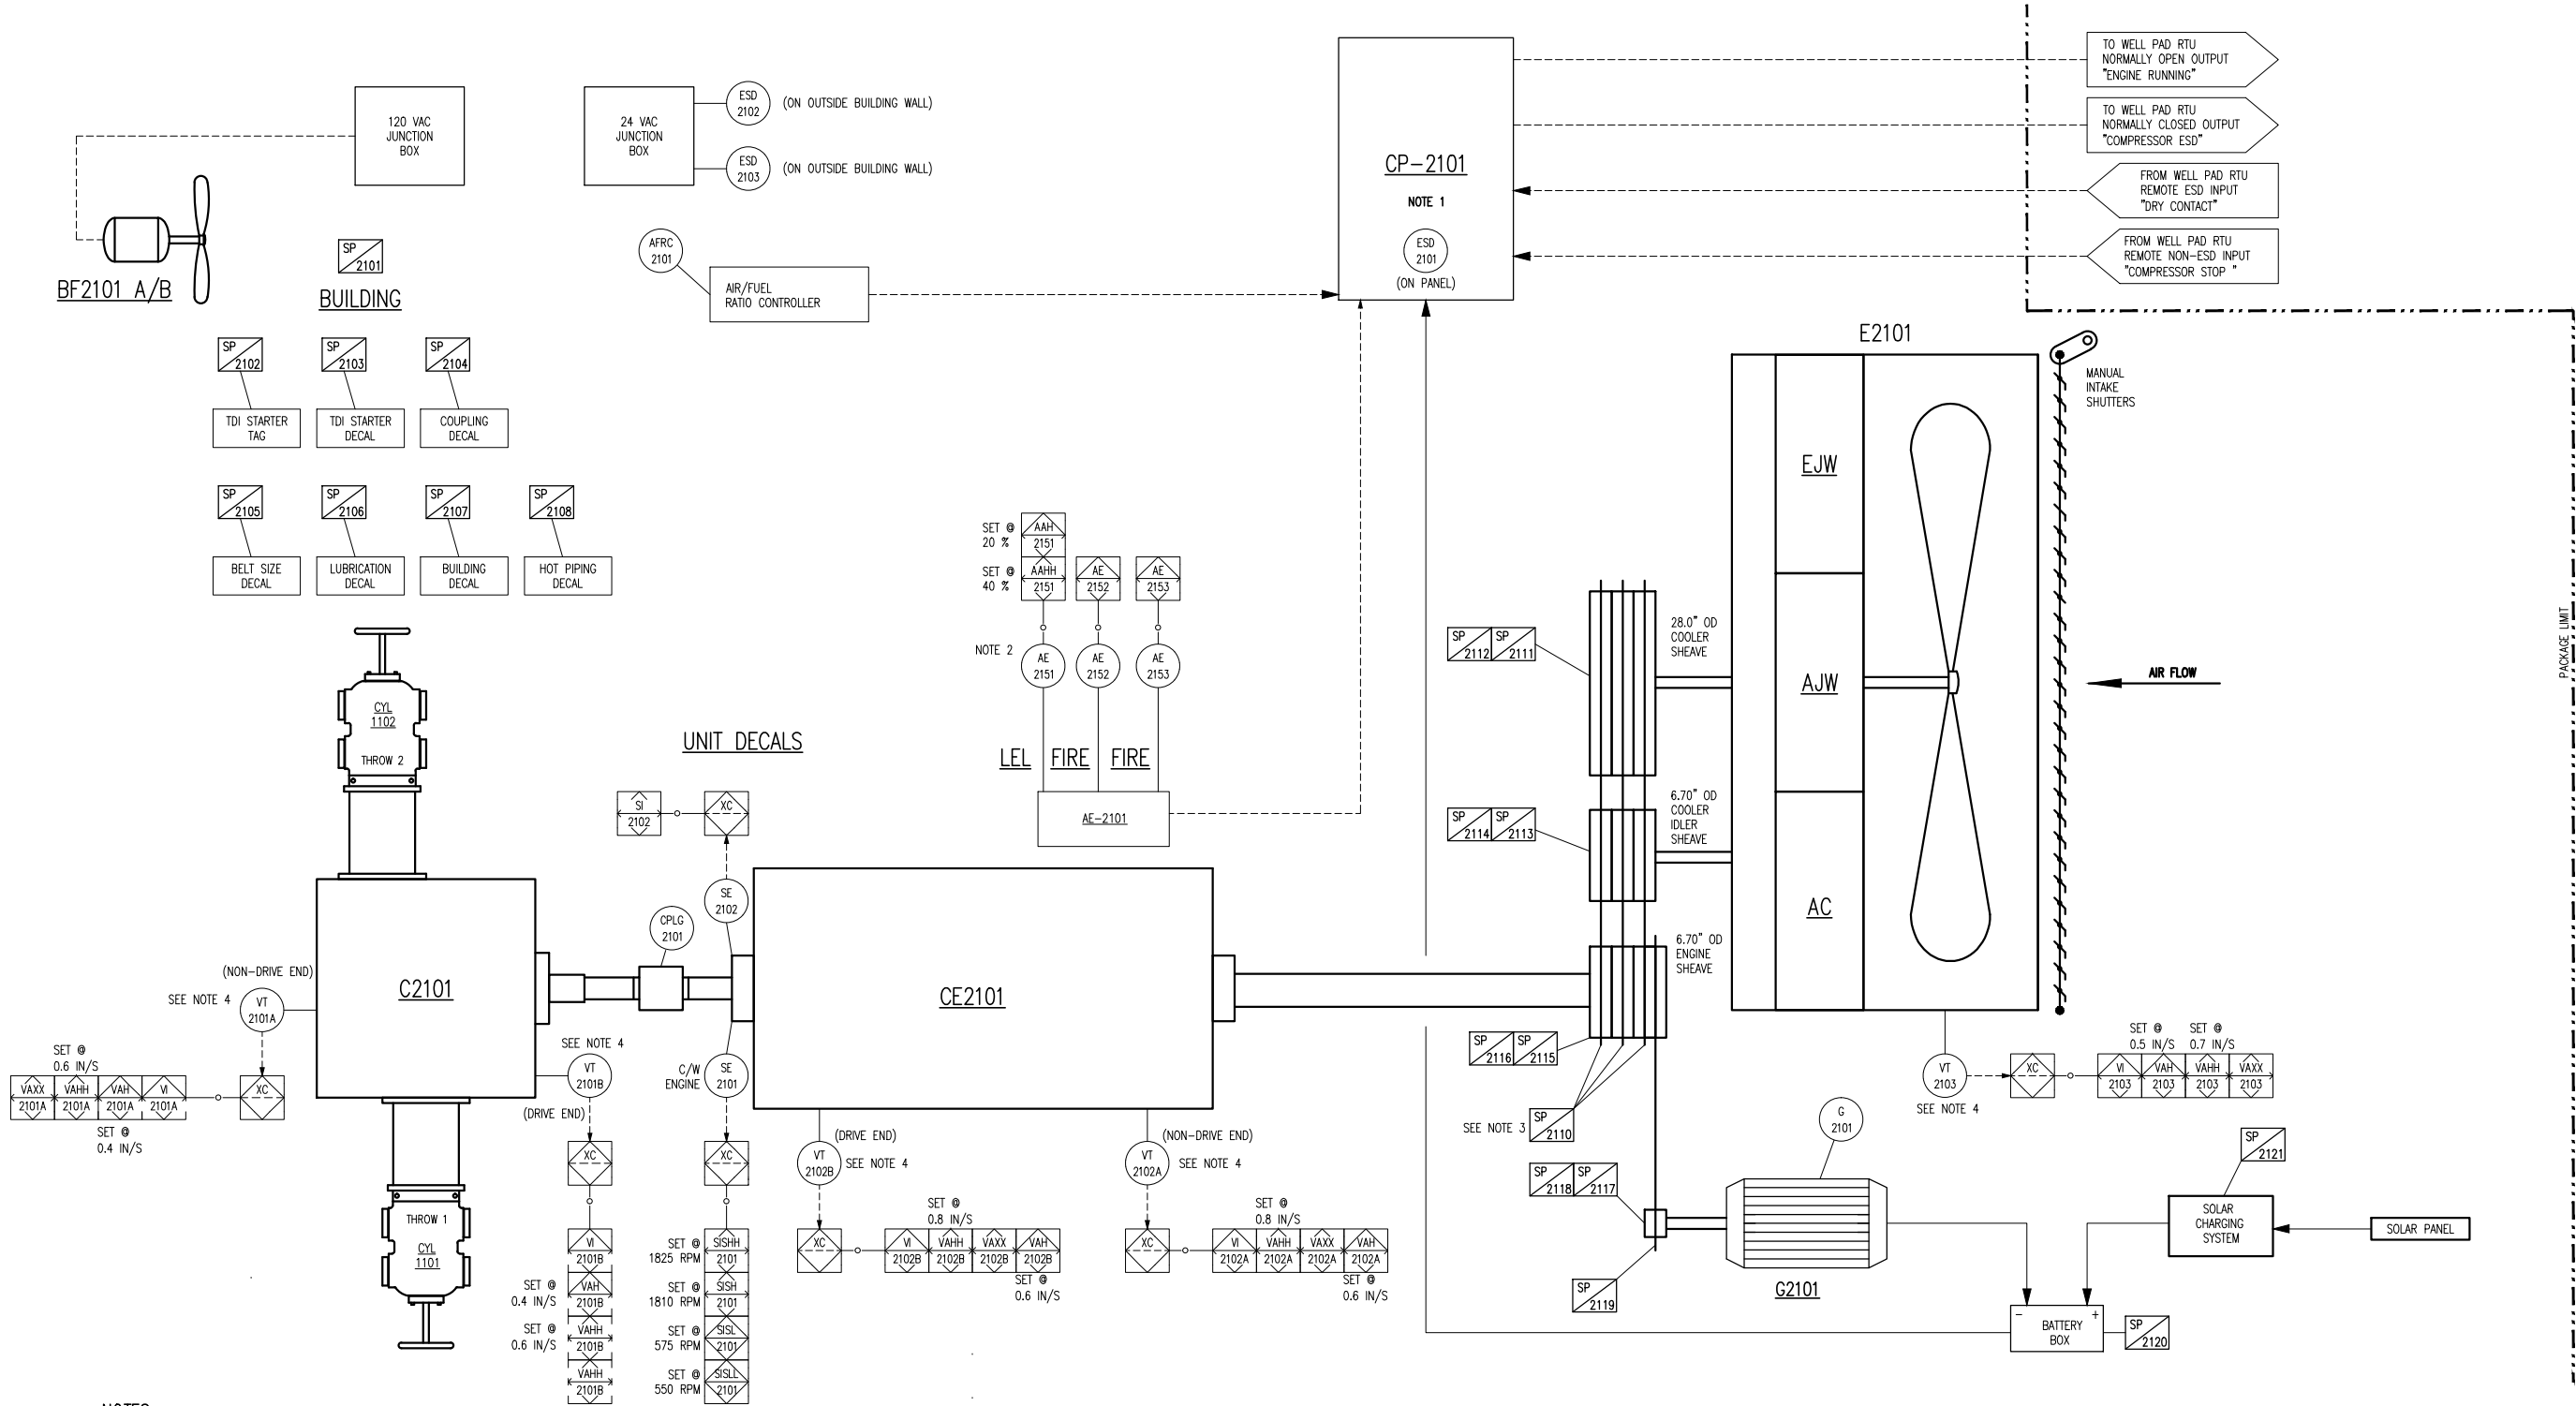 TO WELL PAD RTU
NORMALLY OPEN OUTPUT
"ENGINE RUNNING"
TO WELL PAD RTU
NORMALLY CLOSED OUTPUT
"COMPRESSOR ESD"
FROM WELL PAD RTU
REMOTE ESD INPUT
"DRY CONTACT"
FROM WELL PAD RTU
REMOTE NON-ESD INPUT
"COMPRESSOR STOP "
120 VAC
JUNCTION
BOX
24 VAC
JUNCTION
BOX
ESD
2102
(ON OUTSIDE BUILDING WALL)
ESD
2103
(ON OUTSIDE BUILDING WALL)
CP-2101
NOTE 1
ESD
2101
(ON PANEL)
BF2101 A/B
SP
2101
BUILDING
AFRC
2101
AIR/FUEL
RATIO CONTROLLER
SP
2102
TDI STARTER
TAG
SP
2103
TDI STARTER
DECAL
SP
2104
COUPLING
DECAL
SP
2105
BELT SIZE
DECAL
SP
2106
LUBRICATION
DECAL
SP
2107
BUILDING
DECAL
SP
2108
HOT PIPING
DECAL
UNIT DECALS
E2101
MANUAL
INTAKE
SHUTTERS
EJW
AJW
AC
AIR FLOW
PACKAGE LIMIT
SET @
20 %
AAH
2151
SET @
40 %
AAHH
2151
AE
2152
AE
2153
NOTE 2
AE
2151
AE
2152
AE
2153
LEL
FIRE
FIRE
AE-2101
SP
2112
SP
2111
28.0" OD
COOLER
SHEAVE
SP
2114
SP
2113
6.70" OD
COOLER
IDLER
SHEAVE
6.70" OD
ENGINE
SHEAVE
SP
2116
SP
2115
SEE NOTE 3
SP
2110
SP
2118
SP
2117
SP
2119
G
2101
G2101
CYL
1102
THROW 2
C2101
THROW 1
CYL
1101
SI
2102
XC
SE
2102
CPLG
2101
CE2101
C/W
ENGINE
SE
2101
XC
SET @
1825 RPM
SISHH
2101
SET @
1810 RPM
SISH
2101
SET @
575 RPM
SISL
2101
SET @
550 RPM
SISLL
2101
(NON-DRIVE END)
SEE NOTE 4
VT
2101A
XC
SET @
0.6 IN/S
VAXX
2101A
VAHH
2101A
VAH
2101A
VI
2101A
SET @
0.4 IN/S
SEE NOTE 4
VT
2101B
(DRIVE END)
XC
VI
2101B
SET @
0.4 IN/S
VAH
2101B
SET @
0.6 IN/S
VAHH
2101B
VAHH
2101B
(DRIVE END)
VT
2102B
SEE NOTE 4
XC
SET @
0.8 IN/S
VI
2102B
VAHH
2102B
VAXX
2102B
VAH
2102B
SET @
0.6 IN/S
(NON-DRIVE END)
VT
2102A
SEE NOTE 4
XC
SET @
0.8 IN/S
VI
2102A
VAHH
2102A
VAXX
2102A
VAH
2102A
SET @
0.6 IN/S
VT
2103
SEE NOTE 4
XC
SET @
0.5 IN/S
SET @
0.7 IN/S
VI
2103
VAH
2103
VAHH
2103
VAXX
2103
SP
2121
SOLAR
CHARGING
SYSTEM
SOLAR PANEL
-
+
BATTERY
BOX
SP
2120